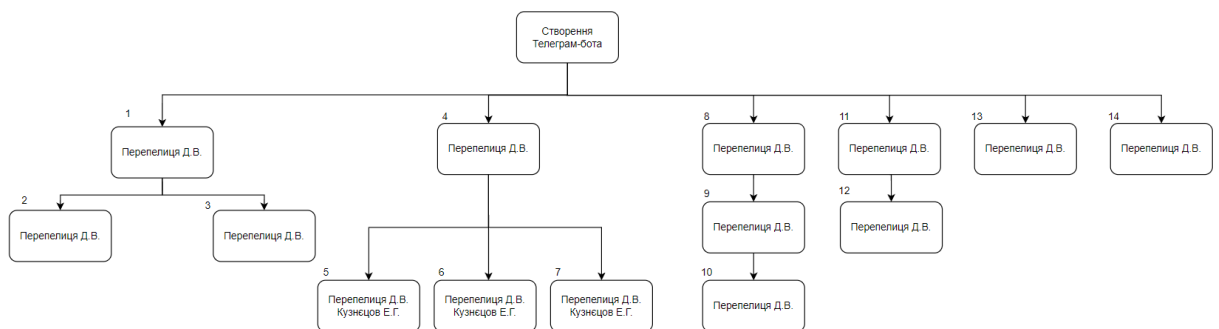 Створення
Телеграм-бота
1
Перепелиця Д.В.
2
Перепелиця Д.В.
3
Перепелиця Д.В.
4
Перепелиця Д.В.
5
Перепелиця Д.В.
Кузнєцов Е.Г.
6
Перепелиця Д.В.
Кузнєцов Е.Г.
7
Перепелиця Д.В.
Кузнєцов Е.Г.
8
Перепелиця Д.В.
9
Перепелиця Д.В.
10
Перепелиця Д.В.
11
Перепелиця Д.В.
12
Перепелиця Д.В.
13
Перепелиця Д.В.
14
Перепелиця Д.В.